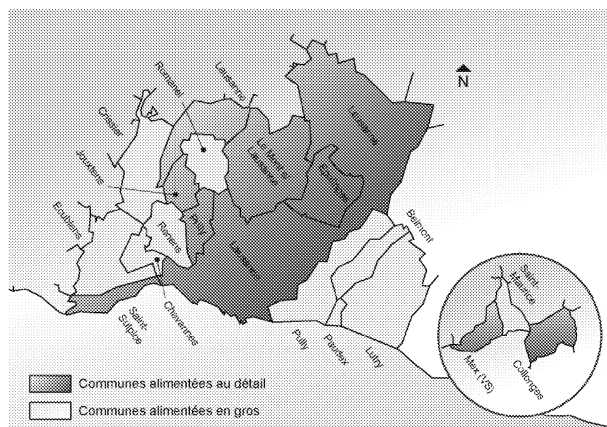 Romanel
Lausanne
Crissier
Jouxtens
Le Mont s/
Lausanne
Lausanne
Epalinges
Ecublens
Renens
Prilly
Lausanne
Belmont
N
Saint-
Sulpice
Chavannes
Pully
Paudex
Lutry
Saint-
Maurice
Mex (VS)
Collonges
Communes alimentées au détail
Communes alimentées en gros